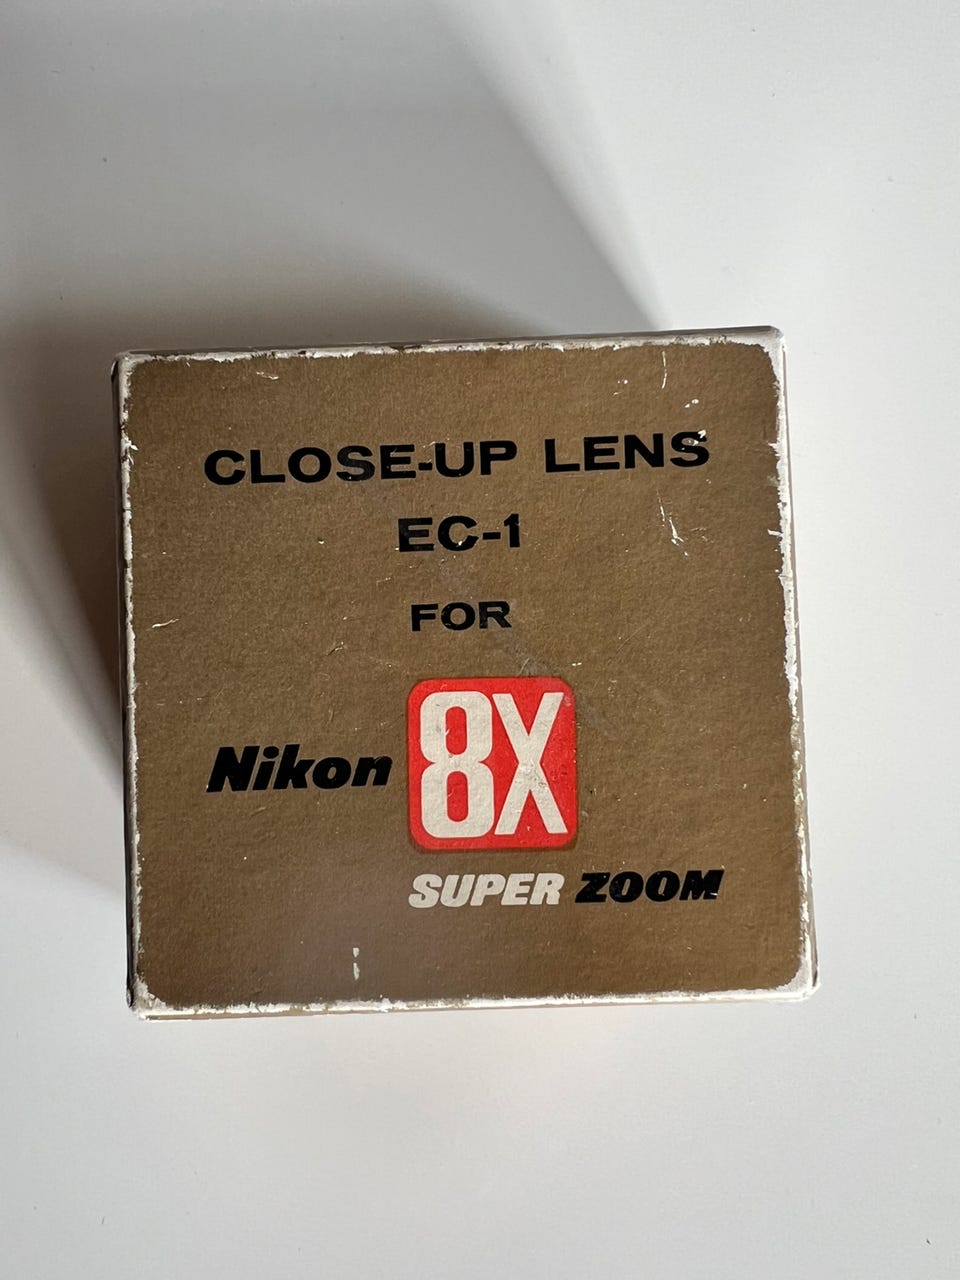 CLOSE-UP LENS
EC-1
FOR
Nikon 8X
SUPER ZOOM